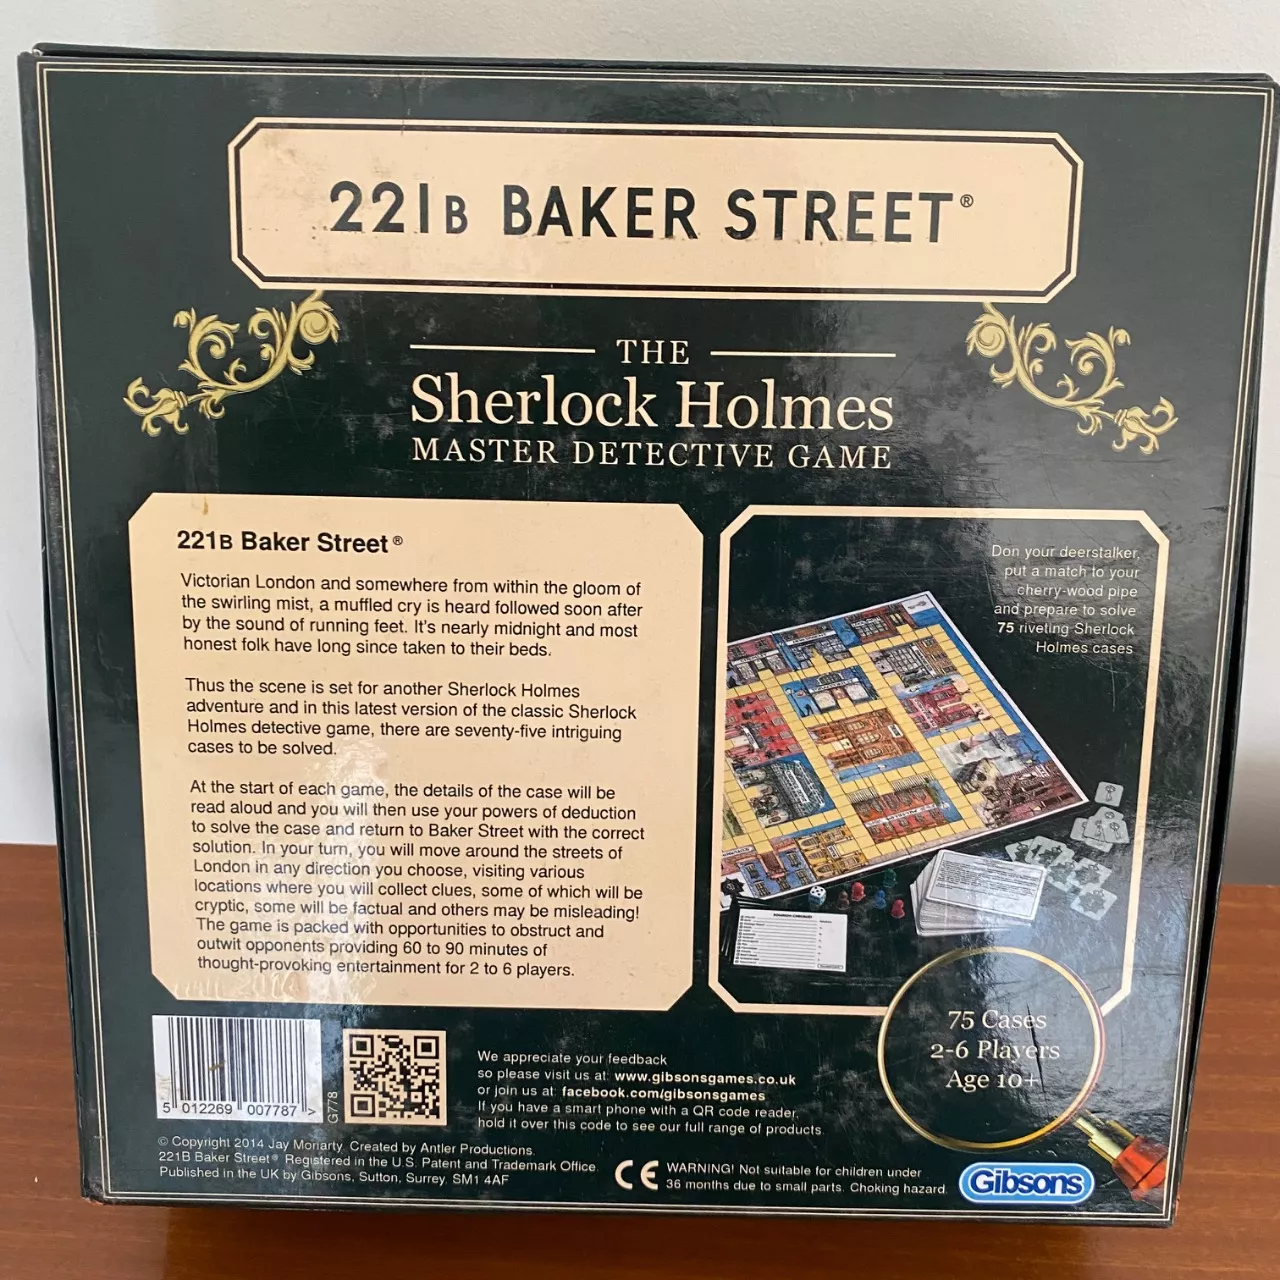 221B BAKER STREET®
THE
Sherlock Holmes
MASTER DETECTIVE GAME
221B Baker Street®
Victorian London and somewhere from within the gloom of
the swirling mist, a muffled cry is heard followed soon after
by the sound of running feet. It's nearly midnight and most
honest folk have long since taken to their beds.
Thus the scene is set for another Sherlock Holmes
adventure and in this latest version of the classic Sherlock
Holmes detective game, there are seventy-five intriguing
cases to be solved.
At the start of each game, the details of the case will be
read aloud and you will then use your powers of deduction
to solve the case and return to Baker Street with the correct
solution. In your turn, you will move around the streets of
London in any direction you choose, visiting various
locations where you will collect clues, some of which will be
cryptic, some will be factual and others may be misleading!
The game is packed with opportunities to obstruct and
outwit opponents providing 60 to 90 minutes of
thought-provoking entertainment for 2 to 6 players.
Don your deerstalker,
put a match to your
cherry-wood pipe
and prepare to solve
75 riveting Sherlock
Holmes cases
75 Cases
2-6 Players
Age 10+
5 012269 007787 >
G778
We appreciate your feedback
so please visit us at: www.gibsonsgames.co.uk
or join us at: facebook.com/gibsonsgames
If you have a smart phone with a QR code reader,
hold it over this code to see our full range of products.
© Copyright 2014 Jay Moriarty. Created by Antler Productions.
221B Baker Street® Registered in the U.S. Patent and Trademark Office.
Published in the UK by Gibsons, Sutton, Surrey. SM1 4AF
CE
WARNING! Not suitable for children under
36 months due to small parts. Choking hazard.
Gibsons